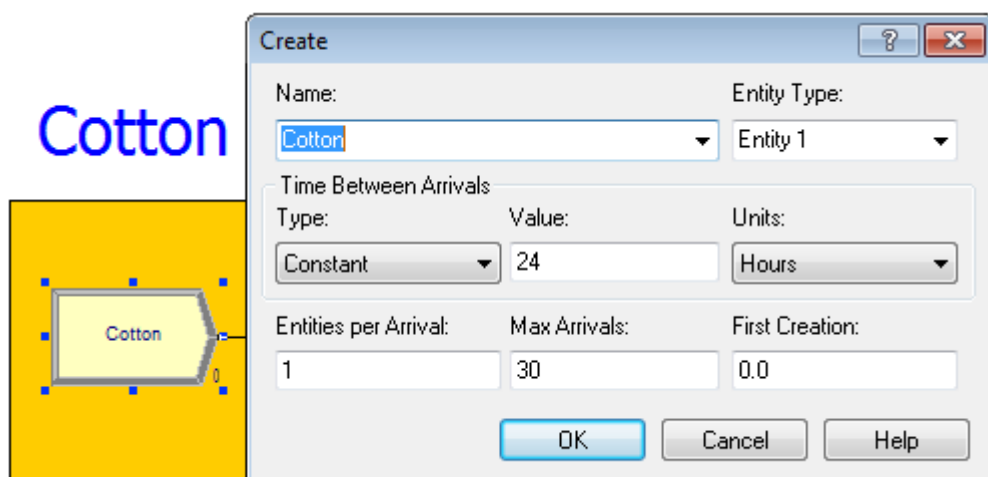 Cotton
Cotton
0
Create
?
Name:
Entity Type:
Cotton
Entity 1
Time Between Arrivals
Type:
Value:
Units:
Constant
24
Hours
Entities per Arrival:
Max Arrivals:
First Creation:
1
30
0.0
OK
Cancel
Help